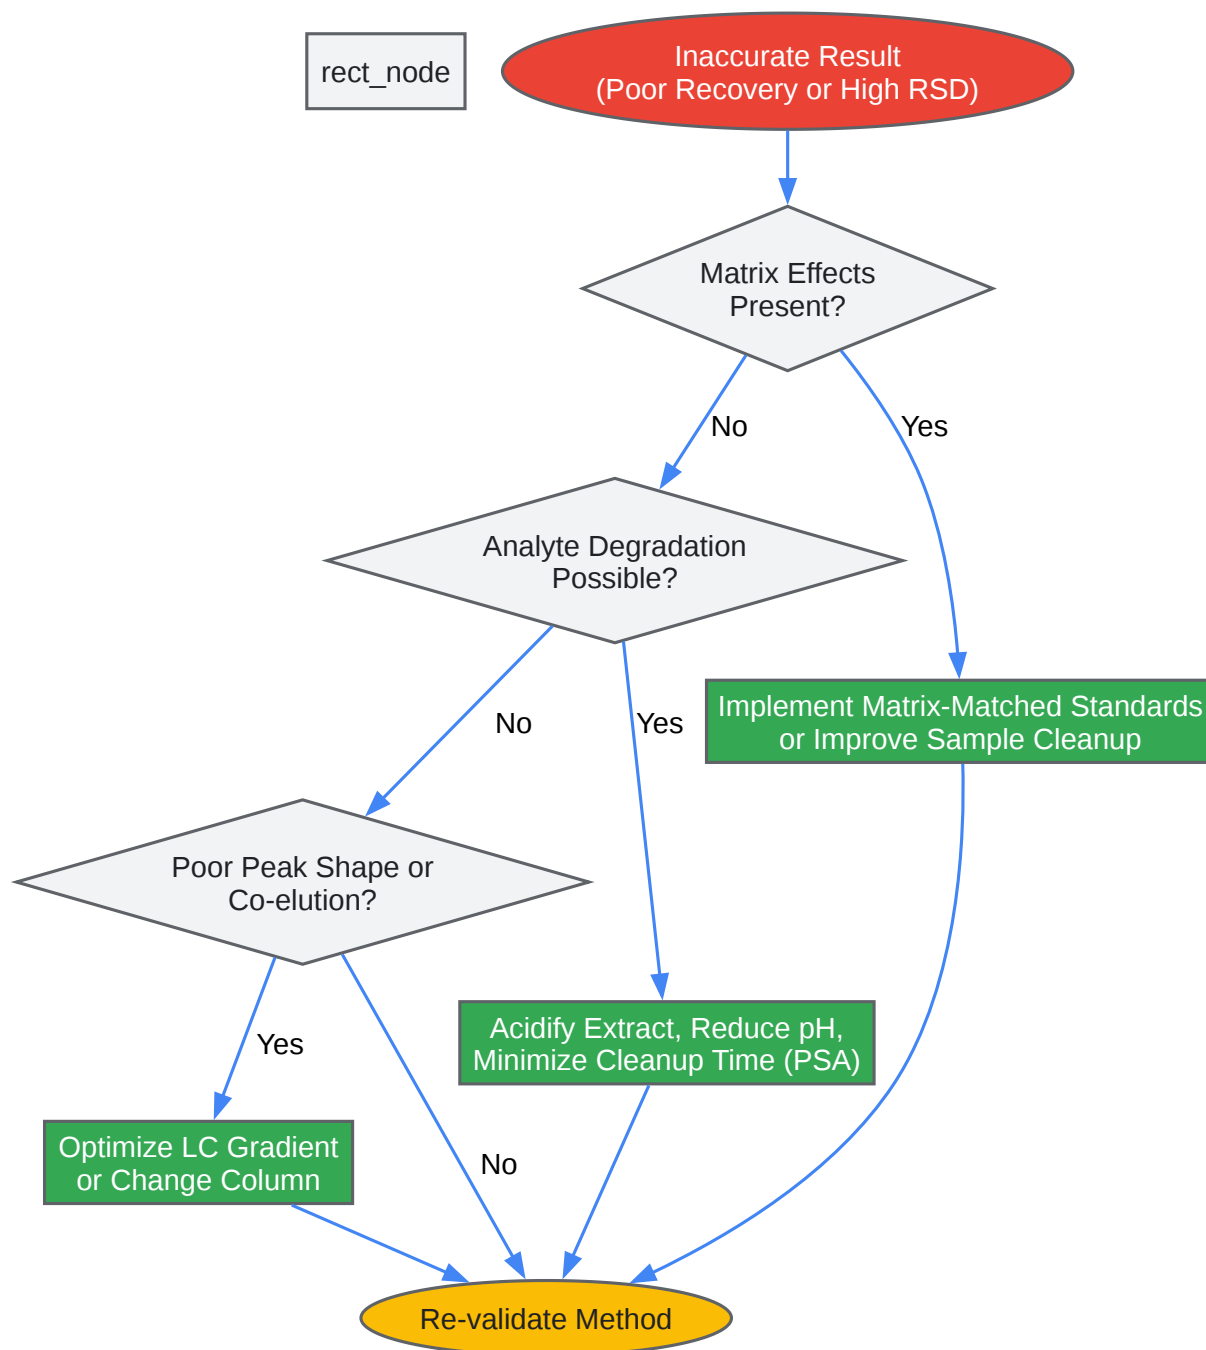 rect_node
Inaccurate Result
(Poor Recovery or High RSD)
Matrix Effects
Present?
No
Yes
Analyte Degradation
Possible?
No
Yes
Implement Matrix-Matched Standards
or Improve Sample Cleanup
Poor Peak Shape or
Co-elution?
Yes
Acidify Extract, Reduce pH,
Minimize Cleanup Time (PSA)
Optimize LC Gradient
or Change Column
No
Re-validate Method